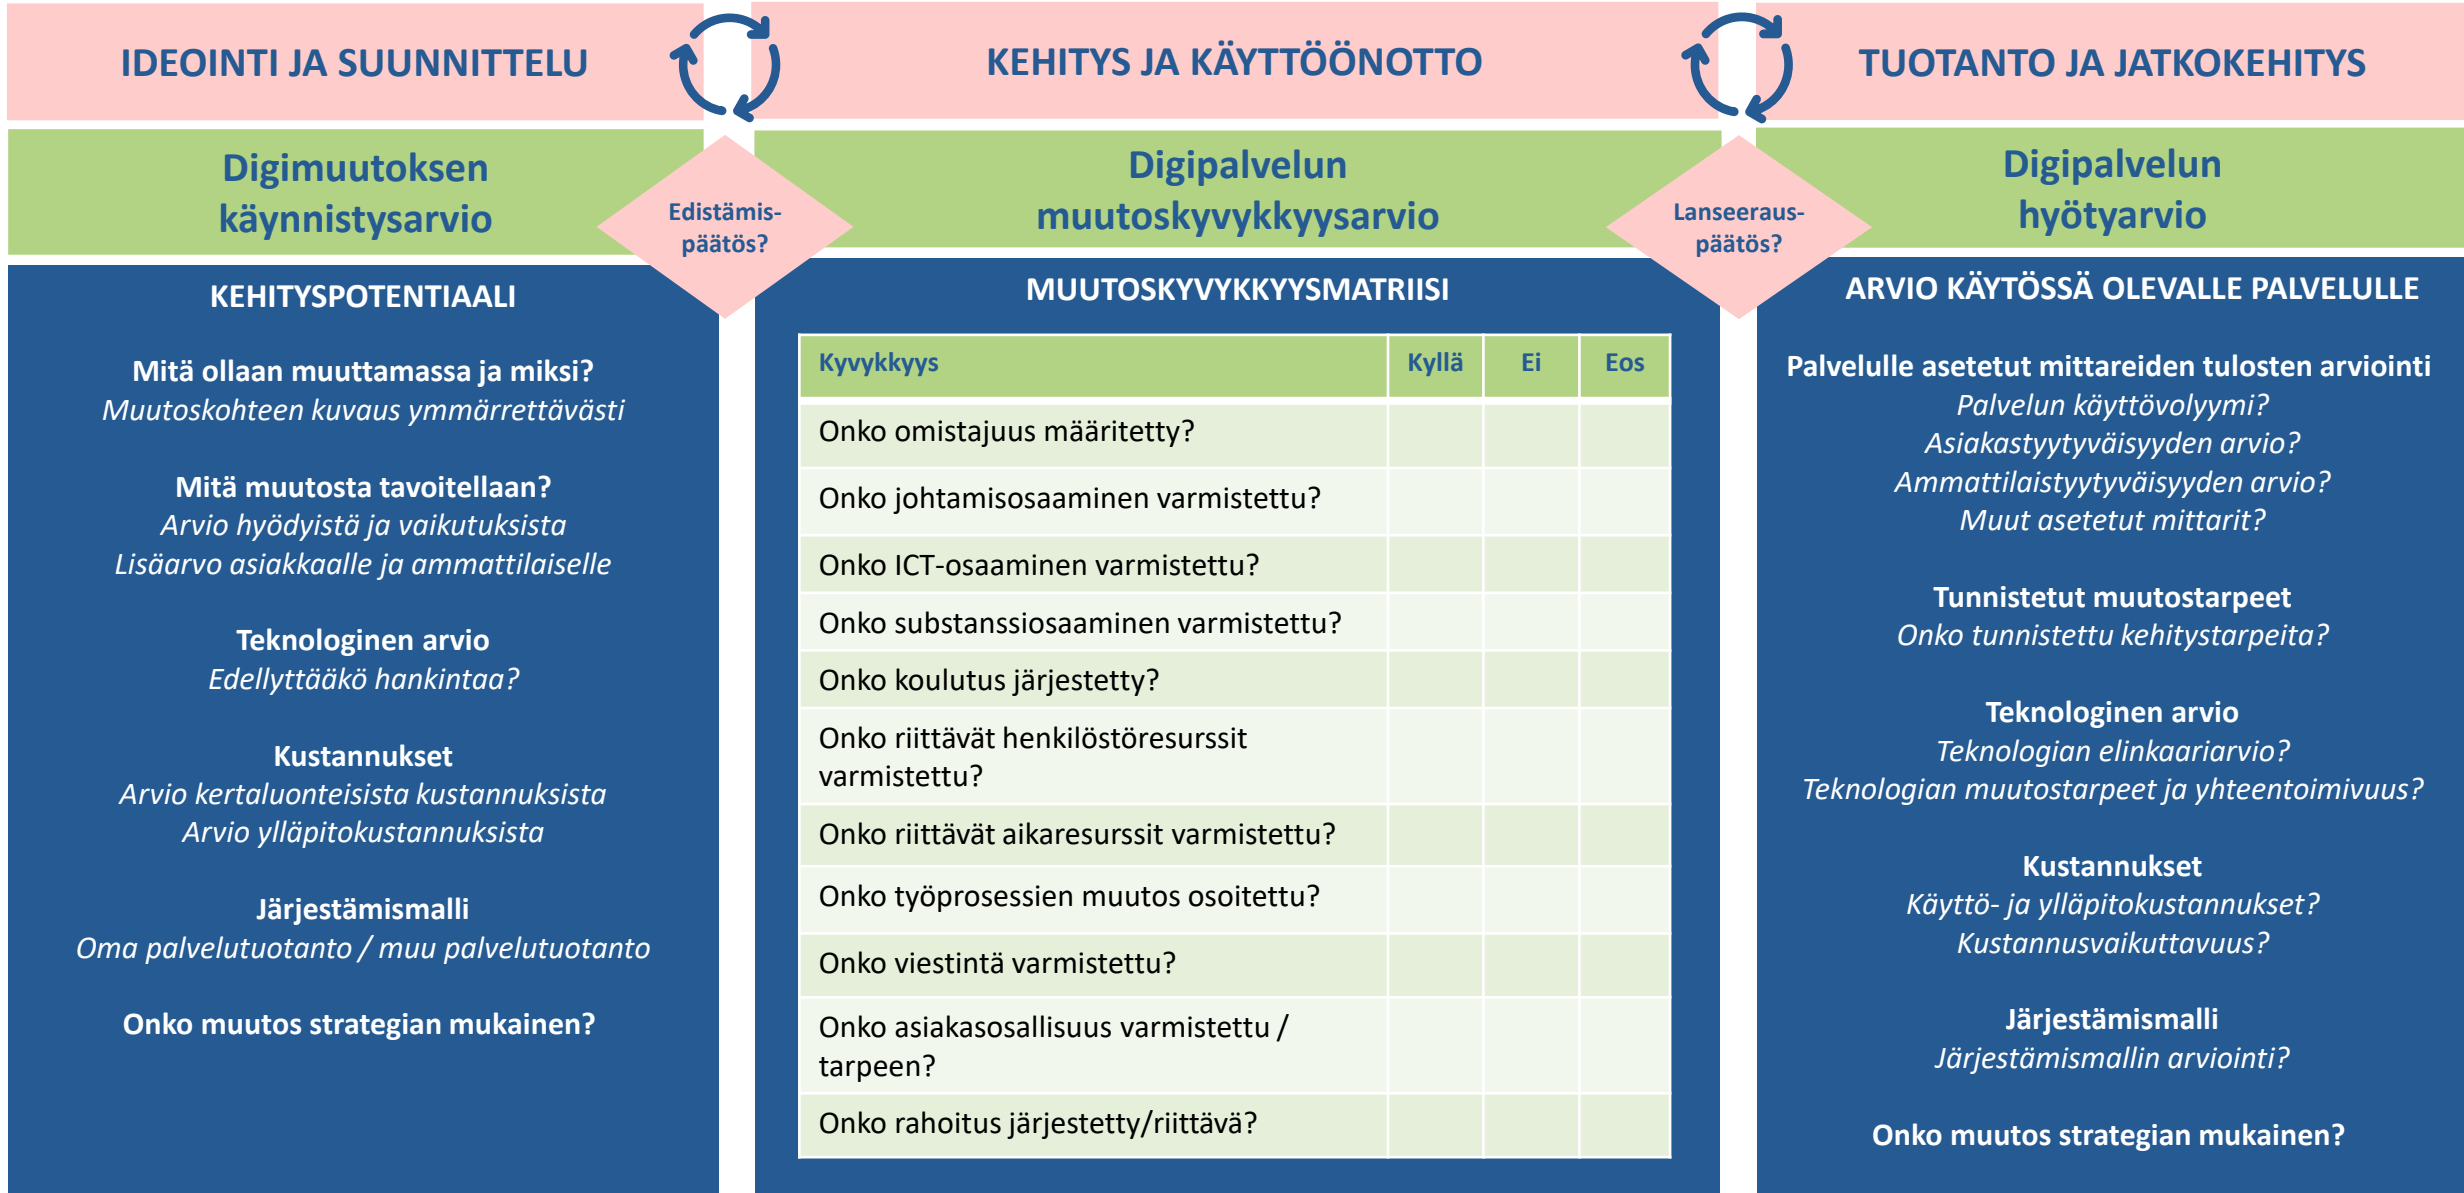 IDEOINTI JA SUUNNITTELU
KEHITYS JA KÄYTTÖÖNOTTO
TUOTANTO JA JATKOKEHITYS
Digimuutoksen
käynnistysarvio
Edistämis-
päätös?
Digipalvelun
muutoskyvykkyysarvio
Lanseeraus-
päätös?
Digipalvelun
hyötyarvio
KEHITYSPOTENTIAALI
Mitä ollaan muuttamassa ja miksi?
Muutoskohteen kuvaus ymmärrettävästi
Mitä muutosta tavoitellaan?
Arvio hyödyistä ja vaikutuksista
Lisäarvo asiakkaalle ja ammattilaiselle
Teknologinen arvio
Edellyttääkö hankintaa?
Kustannukset
Arvio kertaluonteisista kustannuksista
Arvio ylläpitokustannuksista
Järjestämismalli
Oma palvelutuotanto / muu palvelutuotanto
Onko muutos strategian mukainen?
MUUTOSKYVYKKYYSMATRIISI
Kyvykkyys Kyllä Ei Eos
Onko omistajuus määritetty?
Onko johtamisosaaminen varmistettu?
Onko ICT-osaaminen varmistettu?
Onko substanssiosaaminen varmistettu?
Onko koulutus järjestetty?
Onko riittävät henkilöstöresurssit
varmistettu?
Onko riittävät aikaresurssit varmistettu?
Onko työprosessien muutos osoitettu?
Onko viestintä varmistettu?
Onko asiakasosallisuus varmistettu /
tarpeen?
Onko rahoitus järjestetty/riittävä?
ARVIO KÄYTÖSSÄ OLEVALLE PALVELULLE
Palvelulle asetetut mittareiden tulosten arviointi
Palvelun käyttövolyymi?
Asiakastyytyväisyyden arvio?
Ammattilaistyytyväisyyden arvio?
Muut asetetut mittarit?
Tunnistetut muutostarpeet
Onko tunnistettu kehitystarpeita?
Teknologinen arvio
Teknologian elinkaariarvio?
Teknologian muutostarpeet ja yhteentoimivuus?
Kustannukset
Käyttö- ja ylläpitokustannukset?
Kustannusvaikuttavuus?
Järjestämismalli
Järjestämismallin arviointi?
Onko muutos strategian mukainen?